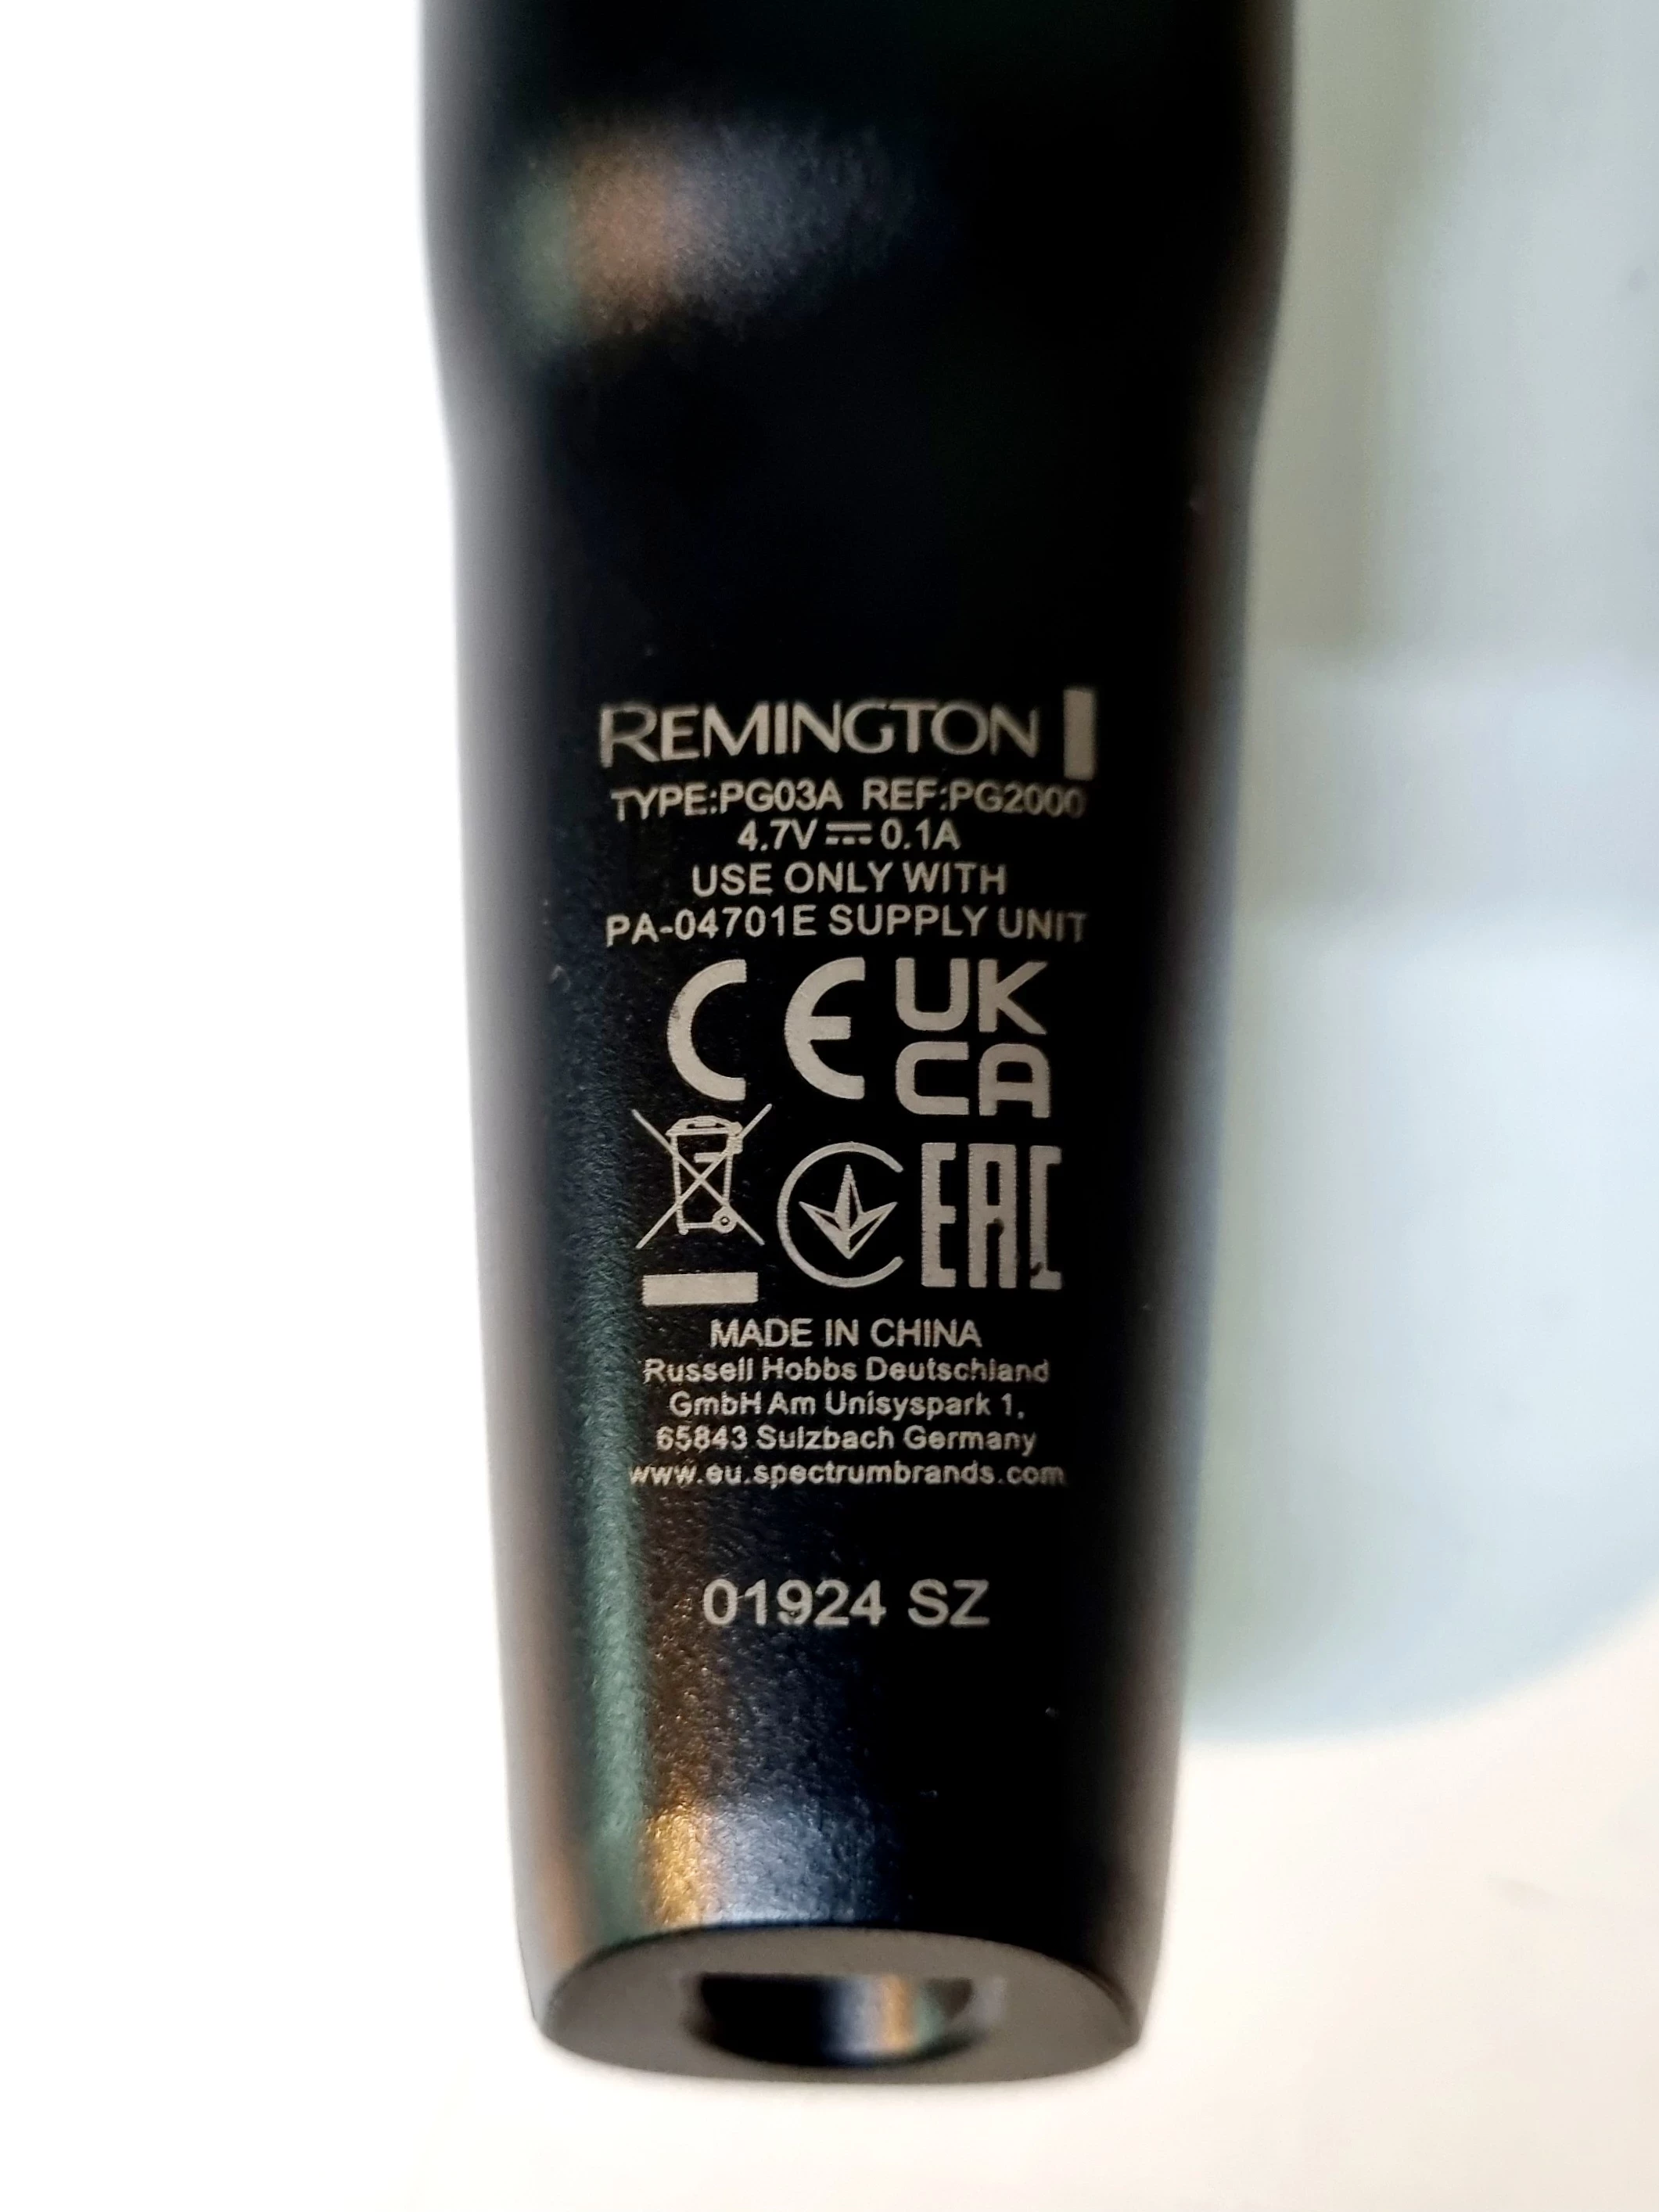 REMINGTON
TYPE:PG03A REF:PG2000
4.7V ⎓ 0.1A
USE ONLY WITH
PA-04701E SUPPLY UNIT
CE UK
CA
EAC
MADE IN CHINA
Russell Hobbs Deutschland
GmbH Am Unisyspark 1,
65843 Sulzbach Germany
www.eu.spectrumbrands.com
01924 SZ